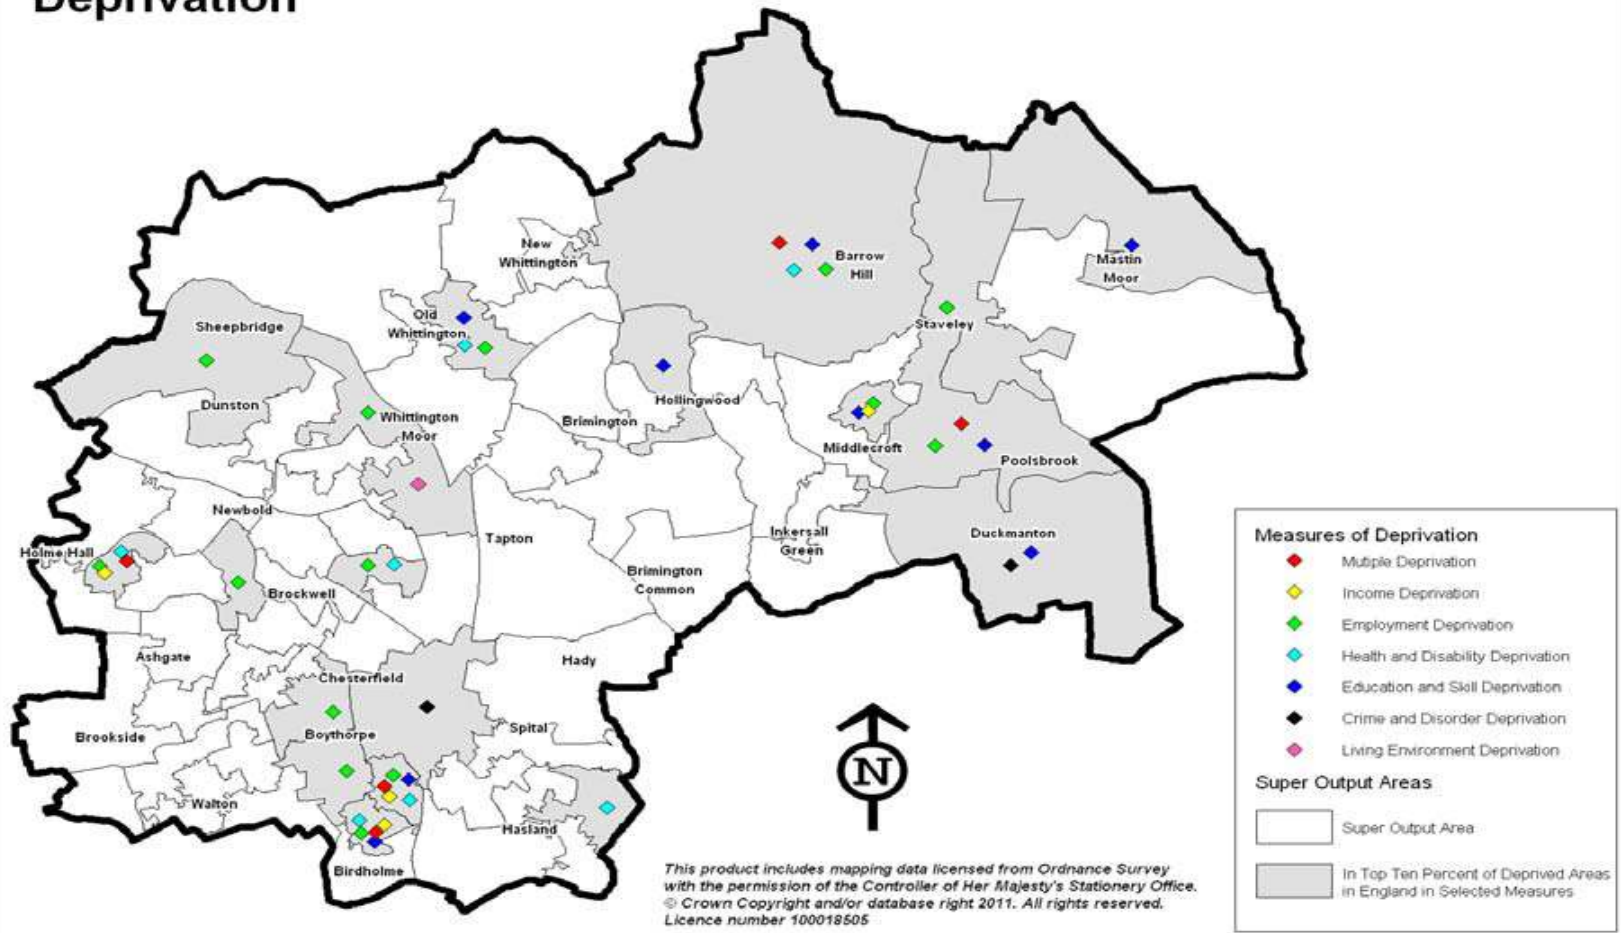 Deprivation
New
Whittington
Barrow
Hill
Mastin
Moor
Old
Whittington
Sheepbridge
Staveley
Dunston
Whittington
Moor
Hollingwood
Brimington
Middlecroft
Poolsbrook
Newbold
Tapton
Inkersall
Green
Duckmanton
Holme Hall
Brimington
Common
Brockwell
Ashgate
Hady
Chesterfield
Brookside
Boythorpe
Spital
Walton
Hasland
Birdholme
N
Measures of Deprivation
Mutiple Deprivation
Income Deprivation
Employment Deprivation
Health and Disability Deprivation
Education and Skill Deprivation
Crime and Disorder Deprivation
Living Environment Deprivation
Super Output Areas
Super Output Area
In Top Ten Percent of Deprived Areas
in England in Selected Measures
This product includes mapping data licensed from Ordnance Survey
with the permission of the Controller of Her Majesty's Stationery Office.
© Crown Copyright and/or database right 2011. All rights reserved.
Licence number 100018505